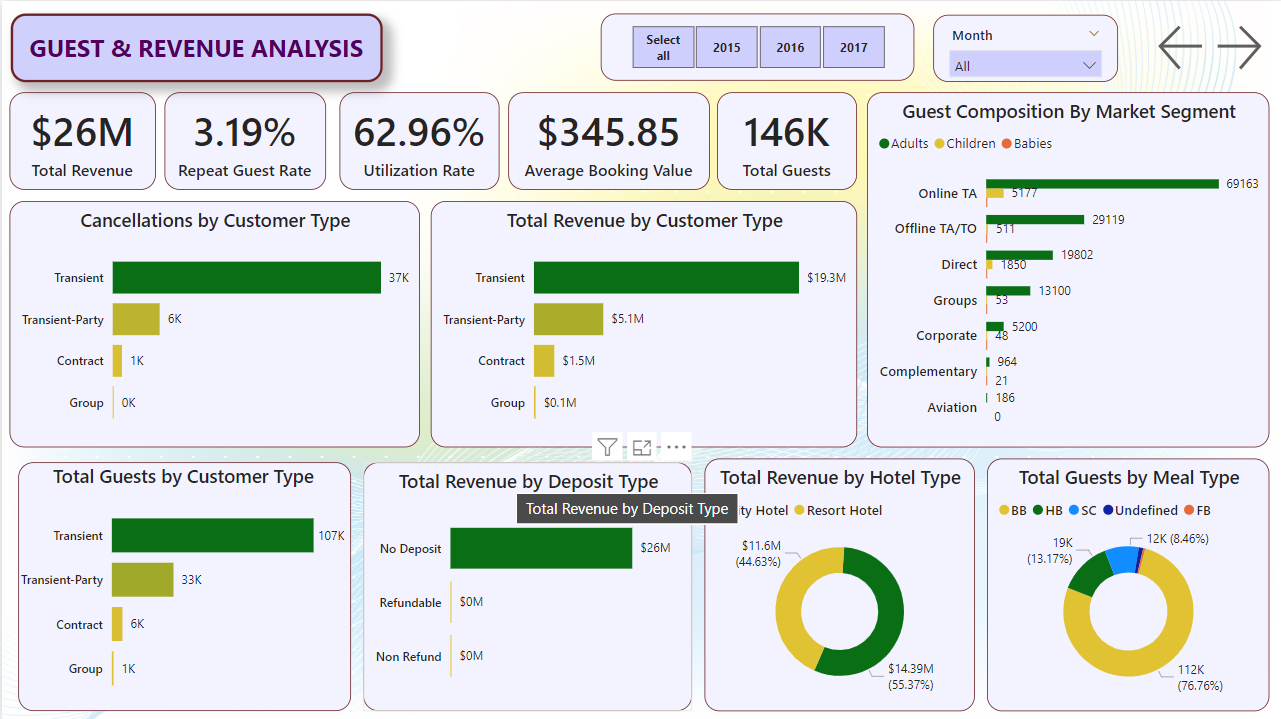 GUEST & REVENUE ANALYSIS
Select
all
2015
2016
2017
Month
All
$26M
Total Revenue
3.19%
Repeat Guest Rate
62.96%
Utilization Rate
$345.85
Average Booking Value
146K
Total Guests
Guest Composition By Market Segment
Adults Children Babies
Online TA 69163
5177
Offline TA/TO 29119
511
Direct 19802
1850
Groups 13100
53
Corporate 5200
48
Complementary 964
21
Aviation 186
0
Cancellations by Customer Type
Transient 37K
Transient-Party 6K
Contract 1K
Group 0K
Total Revenue by Customer Type
Transient $19.3M
Transient-Party $5.1M
Contract $1.5M
Group $0.1M
Total Guests by Customer Type
Transient 107K
Transient-Party 33K
Contract 6K
Group 1K
Total Revenue by Deposit Type
Total Revenue by Deposit Type
No Deposit $26M
Refundable $0M
Non Refund $0M
Total Revenue by Hotel Type
Hotel Resort Hotel
$11.6M
(44.63%)
$14.39M
(55.37%)
Total Guests by Meal Type
BB HB SC Undefined FB
12K (8.46%)
19K
(13.17%)
112K
(76.76%)